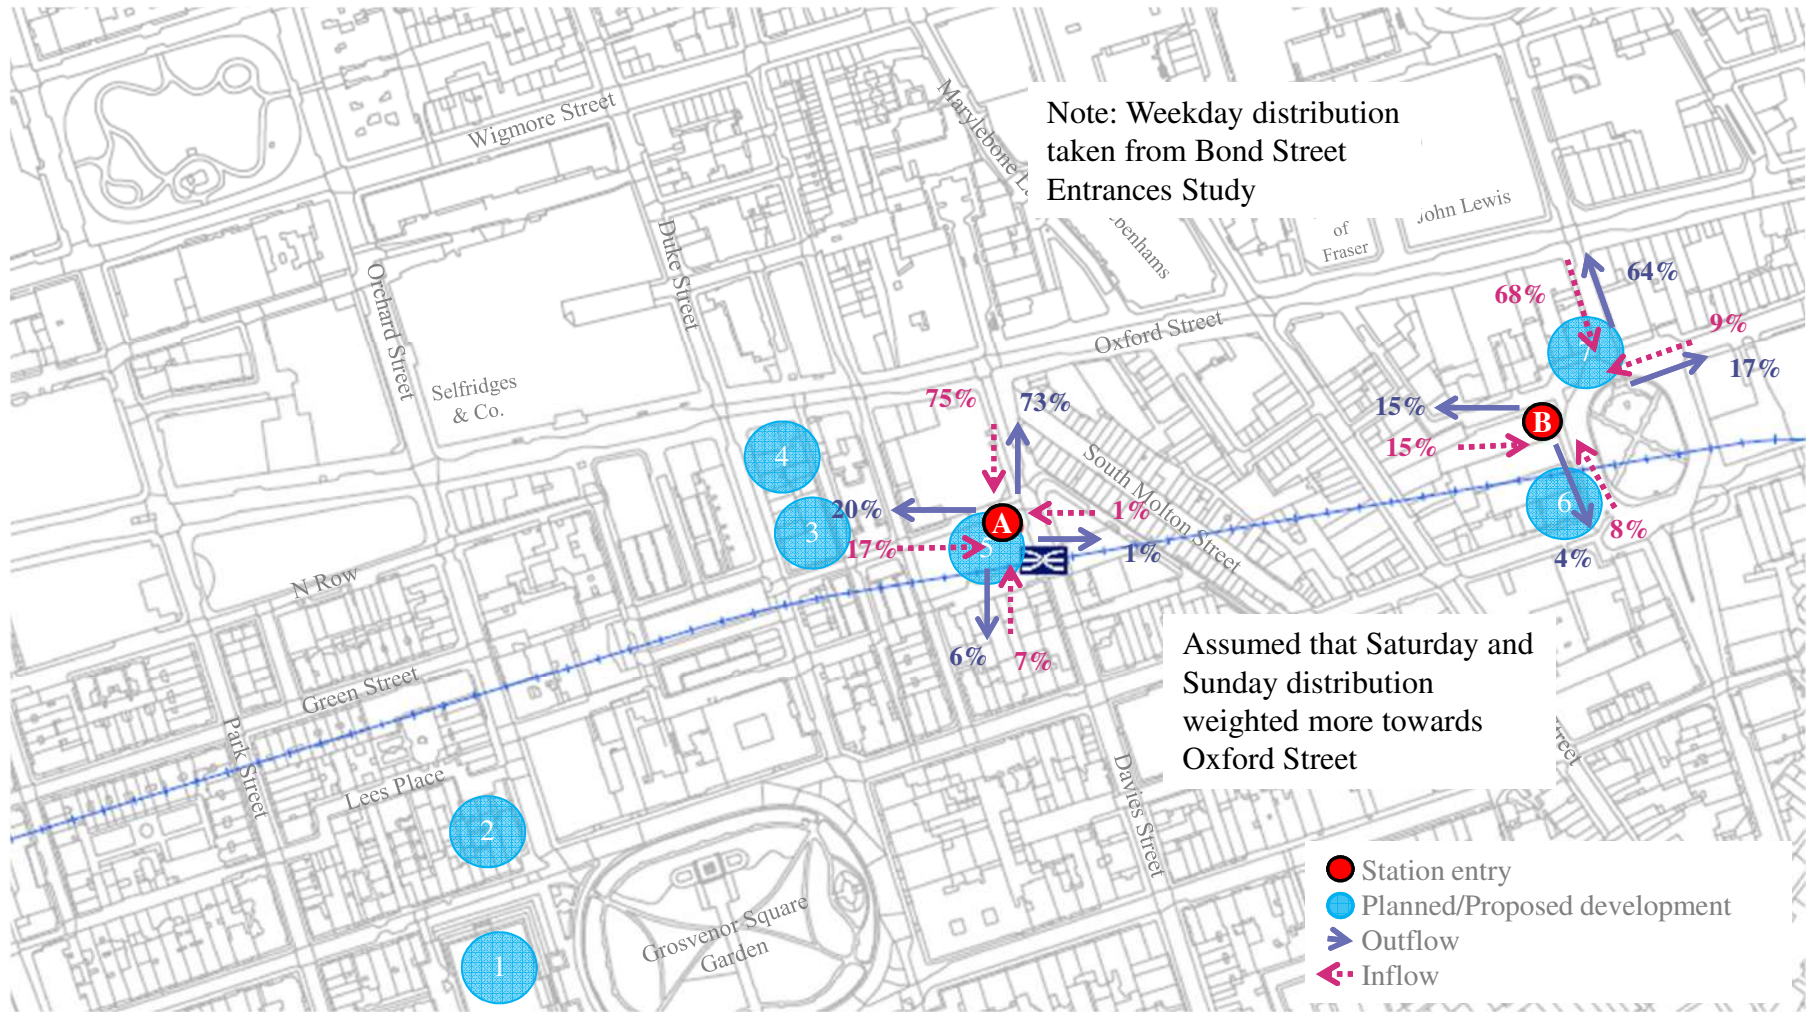 Wigmore Street
Marylebone
Note: Weekday distribution
taken from Bond Street
Entrances Study
John Lewis
of
Fraser
Duke Street
Orchard Street
64%
68%
9%
17%
7
Oxford Street
Selfridges
& Co.
75%
73%
15%
B
15%
4
South Molton Street
20%
A
1%
3
17%
5
1%
6
8%
4%
N Row
6%
7%
Assumed that Saturday and
Sunday distribution
weighted more towards
Oxford Street
Green Street
Park Street
Lees Place
Davies Street
2
Grosvenor Square
Garden
1
Station entry
Planned/Proposed development
Outflow
Inflow